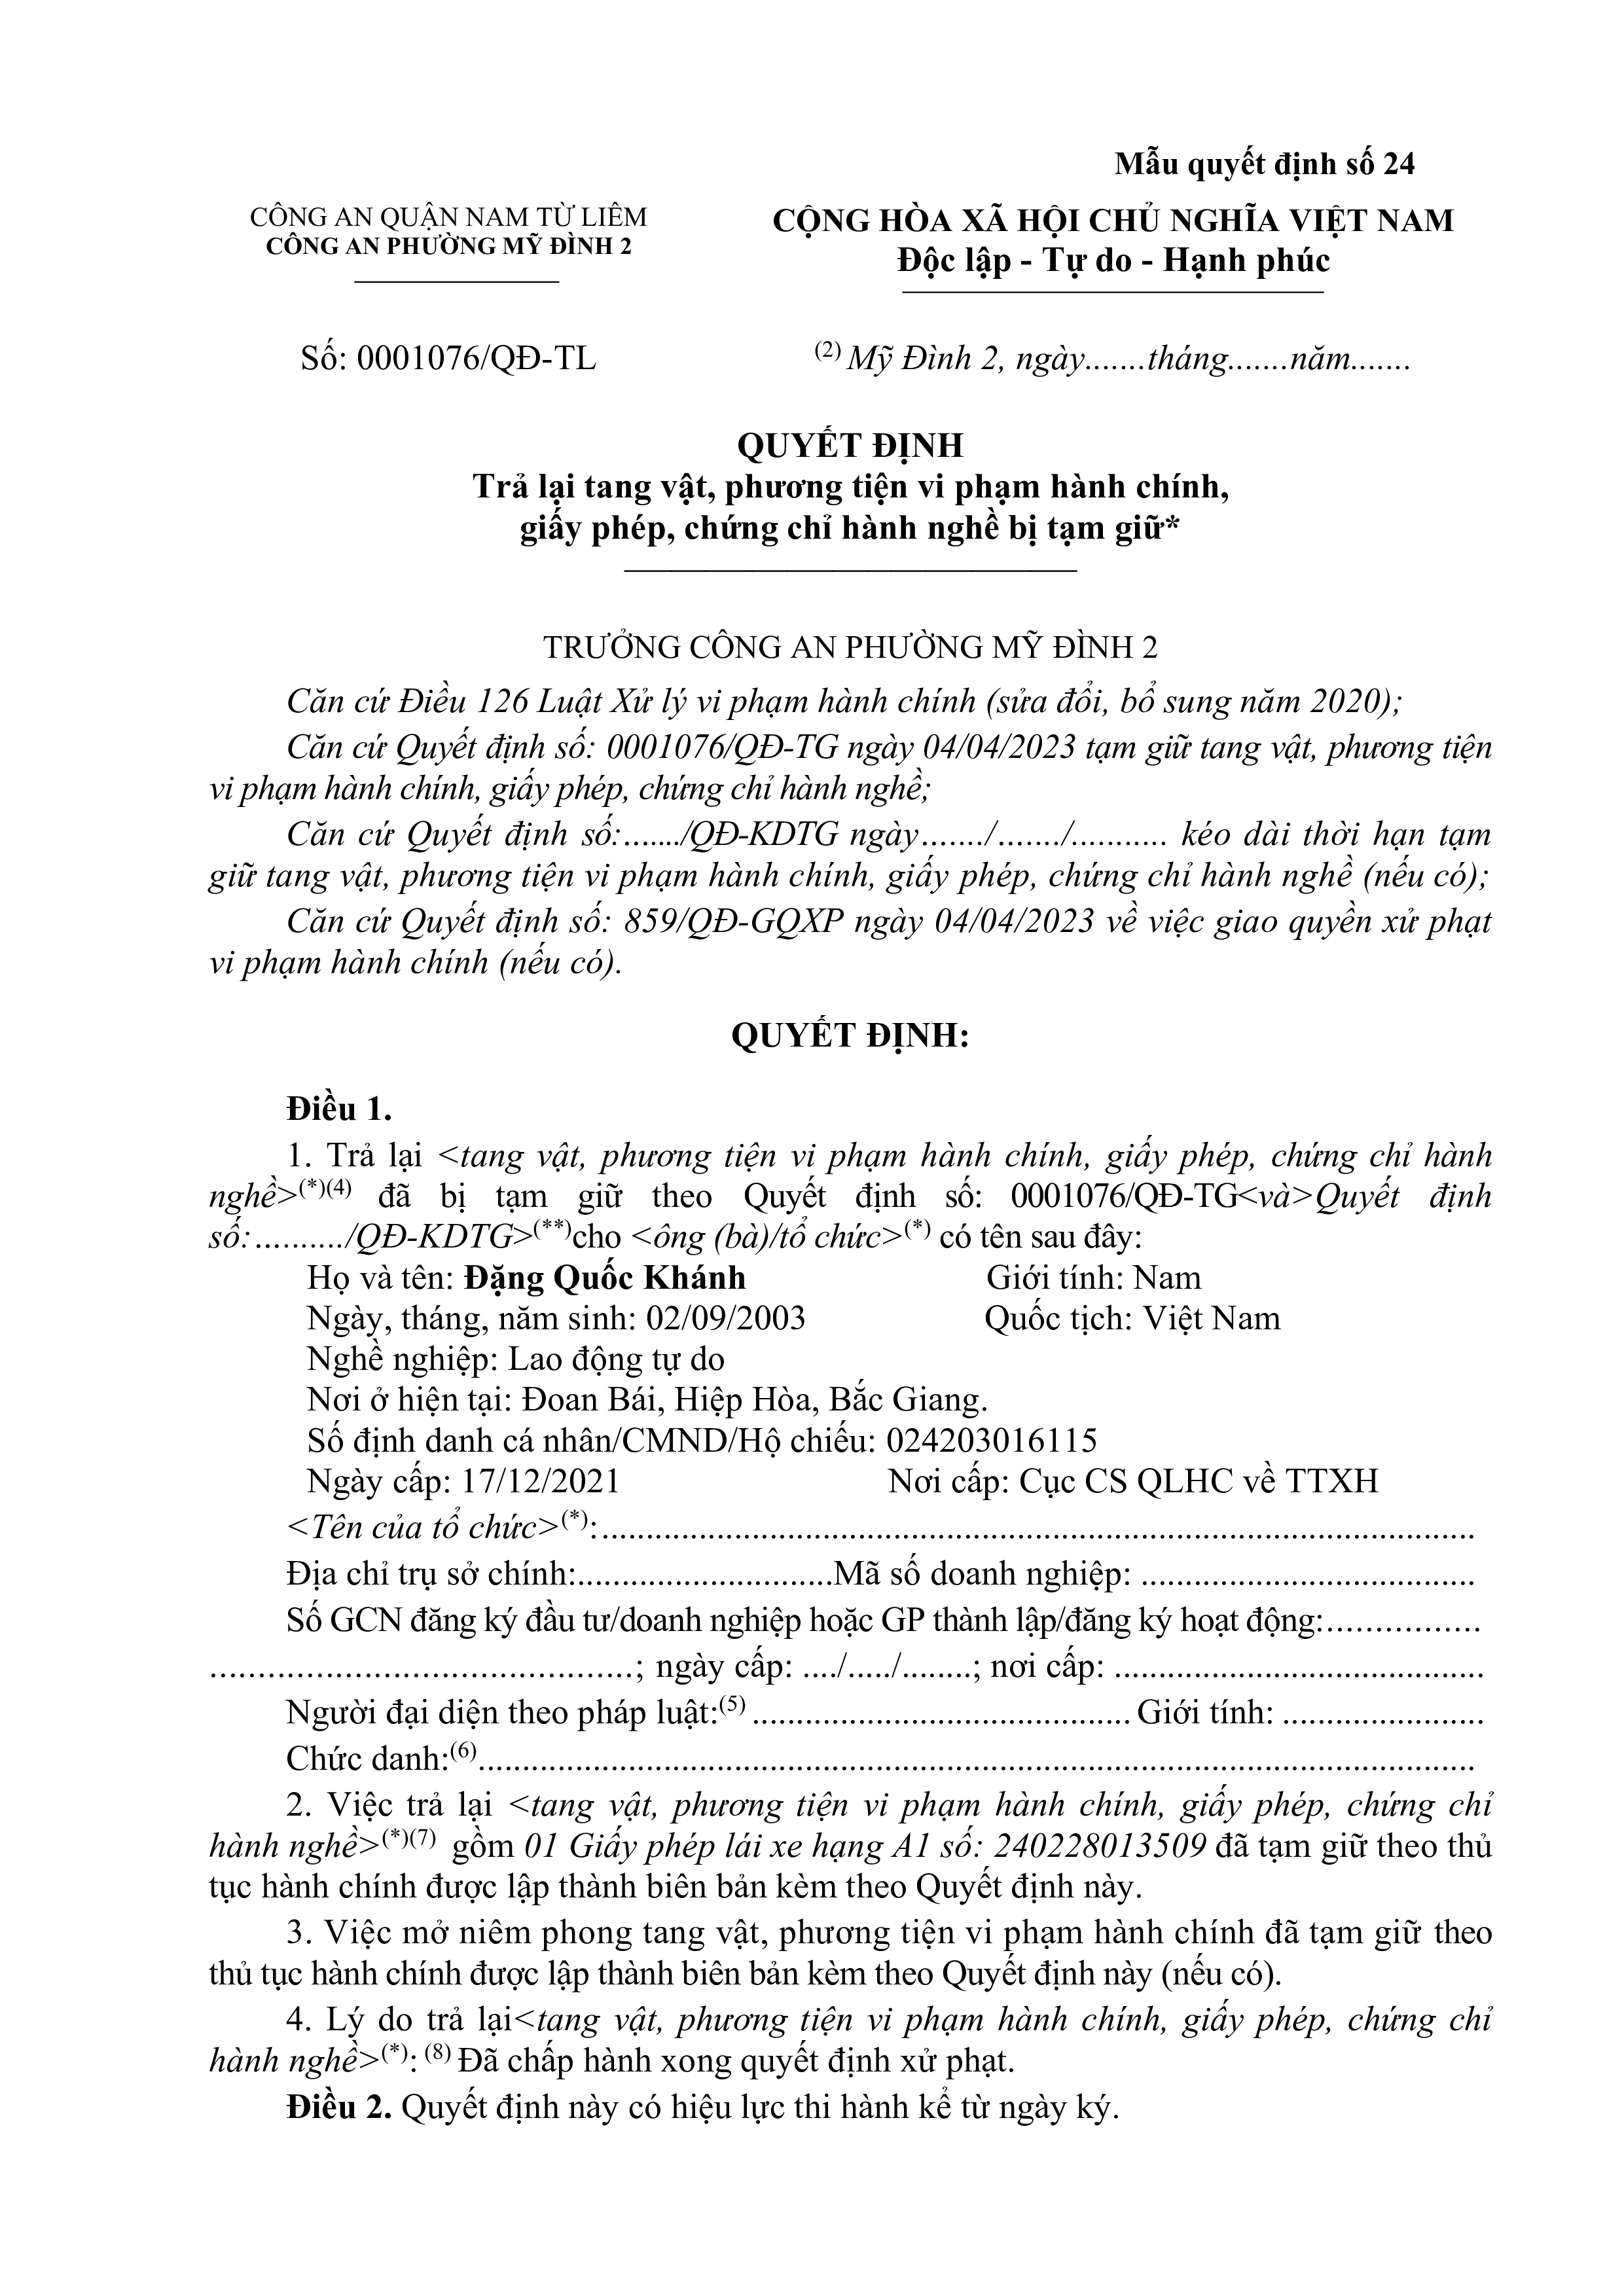 Mẫu quyết định số 24
CÔNG AN QUẬN NAM TỪ LIÊM
CÔNG AN PHƯỜNG MỸ ĐÌNH 2
CỘNG HÒA XÃ HỘI CHỦ NGHĨA VIỆT NAM
Độc lập - Tự do - Hạnh phúc
Số: 0001076/QĐ-TL
(2) Mỹ Đình 2, ngày.......tháng.......năm.......
QUYẾT ĐỊNH
Trả lại tang vật, phương tiện vi phạm hành chính,
giấy phép, chứng chỉ hành nghề bị tạm giữ*
TRƯỞNG CÔNG AN PHƯỜNG MỸ ĐÌNH 2
Căn cứ Điều 126 Luật Xử lý vi phạm hành chính (sửa đổi, bổ sung năm 2020);
Căn cứ Quyết định số: 0001076/QĐ-TG ngày 04/04/2023 tạm giữ tang vật, phương tiện
vi phạm hành chính, giấy phép, chứng chỉ hành nghề;
Căn cứ Quyết định số:......./QĐ-KDTG ngày......./......./........... kéo dài thời hạn tạm
giữ tang vật, phương tiện vi phạm hành chính, giấy phép, chứng chỉ hành nghề (nếu có);
Căn cứ Quyết định số: 859/QĐ-GQXP ngày 04/04/2023 về việc giao quyền xử phạt
vi phạm hành chính (nếu có).
QUYẾT ĐỊNH:
Điều 1.
1. Trả lại <tang vật, phương tiện vi phạm hành chính, giấy phép, chứng chỉ hành
nghề>(*)(4) đã bị tạm giữ theo Quyết định số: 0001076/QĐ-TG<và>Quyết định
số:........../QĐ-KDTG>(**)cho <ông (bà)/tổ chức>(*) có tên sau đây:
Họ và tên: Đặng Quốc Khánh Giới tính: Nam
Ngày, tháng, năm sinh: 02/09/2003 Quốc tịch: Việt Nam
Nghề nghiệp: Lao động tự do
Nơi ở hiện tại: Đoan Bái, Hiệp Hòa, Bắc Giang.
Số định danh cá nhân/CMND/Hộ chiếu: 024203016115
Ngày cấp: 17/12/2021 Nơi cấp: Cục CS QLHC về TTXH
<Tên của tổ chức>(*):...................................................................................................
Địa chỉ trụ sở chính:.............................Mã số doanh nghiệp: ......................................
Số GCN đăng ký đầu tư/doanh nghiệp hoặc GP thành lập/đăng ký hoạt động:.................
............................................; ngày cấp: ..../...../........; nơi cấp: ..........................................
Người đại diện theo pháp luật:(5) ........................................... Giới tính: .......................
Chức danh:(6).................................................................................................................
2. Việc trả lại <tang vật, phương tiện vi phạm hành chính, giấy phép, chứng chỉ
hành nghề>(*)(7) gồm 01 Giấy phép lái xe hạng A1 số: 240228013509 đã tạm giữ theo thủ
tục hành chính được lập thành biên bản kèm theo Quyết định này.
3. Việc mở niêm phong tang vật, phương tiện vi phạm hành chính đã tạm giữ theo
thủ tục hành chính được lập thành biên bản kèm theo Quyết định này (nếu có).
4. Lý do trả lại<tang vật, phương tiện vi phạm hành chính, giấy phép, chứng chỉ
hành nghề>(*): (8) Đã chấp hành xong quyết định xử phạt.
Điều 2. Quyết định này có hiệu lực thi hành kể từ ngày ký.